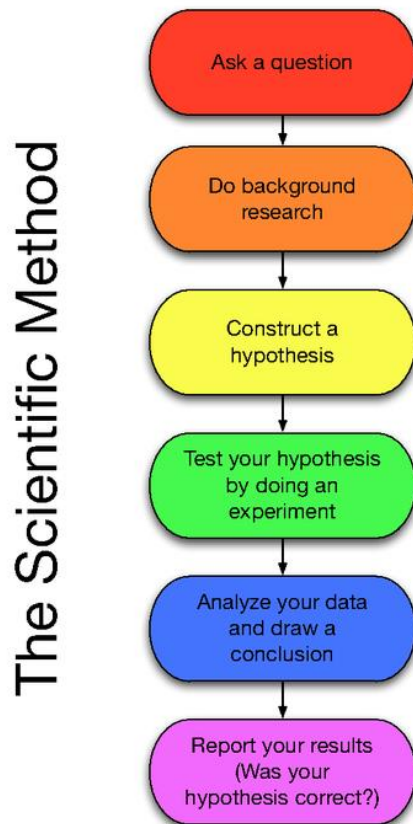 The Scientific Method
Ask a question
Do background
research
Construct a
hypothesis
Test your hypothesis
by doing an
experiment
Analyze your data
and draw a
conclusion
Report your results
(Was your
hypothesis correct?)